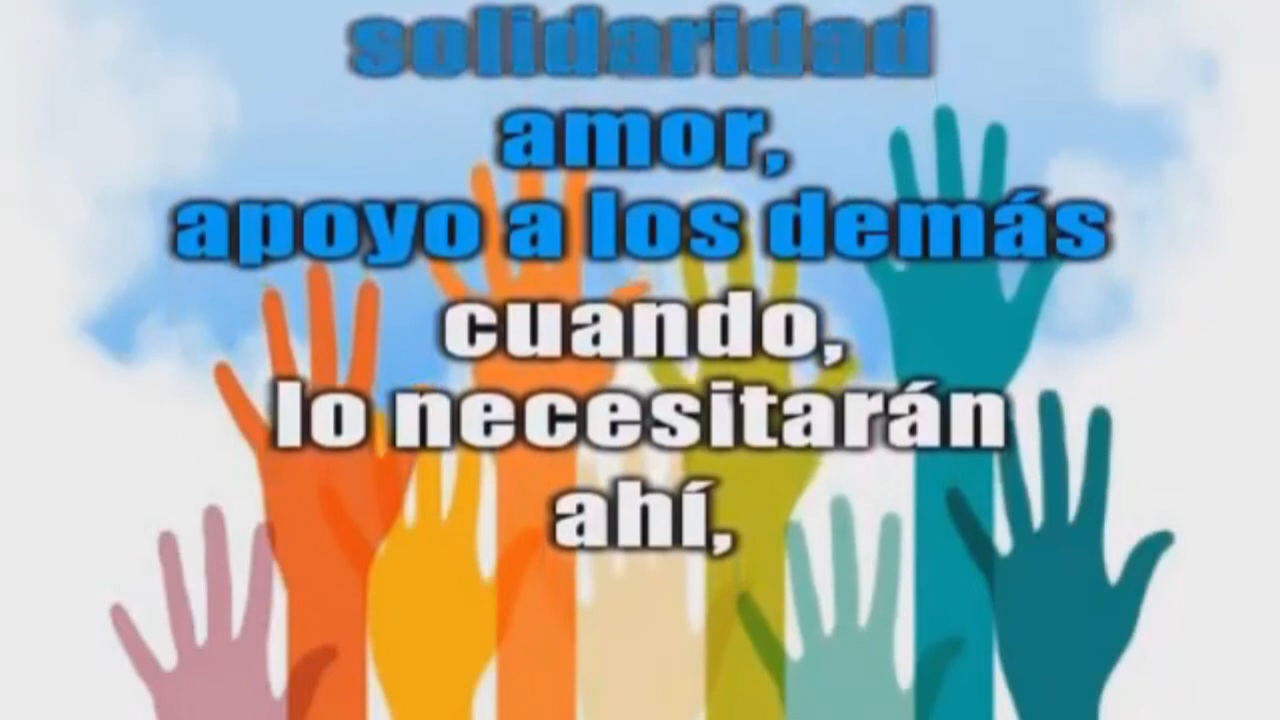 solidaridad
amor,
apoyo a los demás
cuando,
lo necesitarán
ahí,